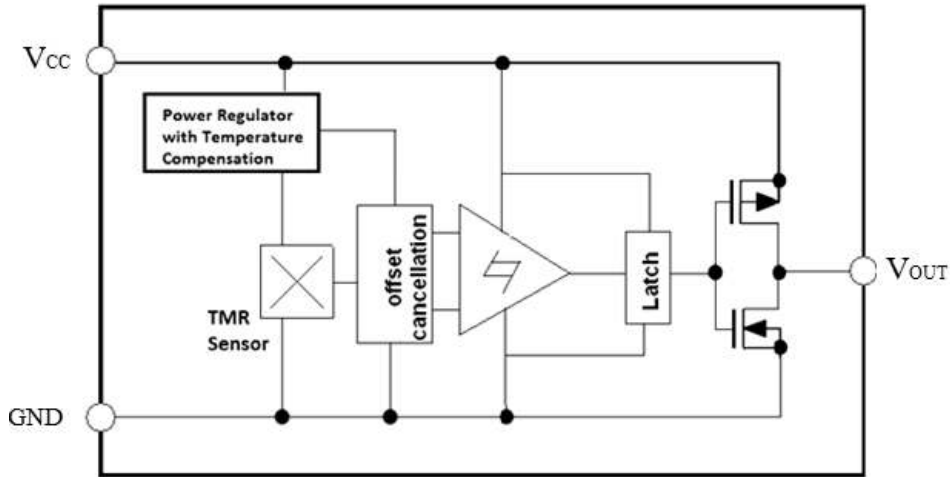 VCC
Power Regulator
with Temperature
Compensation
offset
cancellation
Latch
VOUT
TMR
Sensor
GND